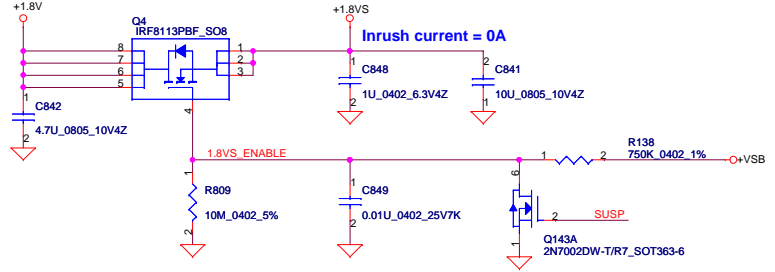 +1.8V
Q4
IRF8113PBF_SO8
+1.8VS
Inrush current = 0A
8
7
6
5
1
2
3
4
1
C842
4.7U_0805_10V4Z
2
1
C848
1U_0402_6.3V4Z
2
2
C841
10U_0805_10V4Z
1
1.8VS_ENABLE
1
R809
10M_0402_5%
2
1
C849
0.01U_0402_25V7K
2
1
2
R138
750K_0402_1%
+VSB
6
2
SUSP
1
Q143A
2N7002DW-T/R7_SOT363-6